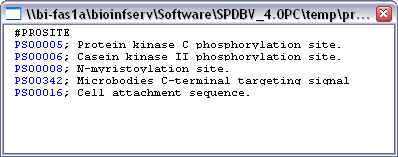 \\bi-fas1a\bioinfserv\Software\SPDBV_4.0PC\temp\pr...
#PROSITE
PS00005; Protein kinase C phosphorylation site.
PS00006; Casein kinase II phosphorylation site.
PS00008; N-myristoylation site.
PS00342; Microbodies C-terminal targeting signal
PS00016; Cell attachment sequence.